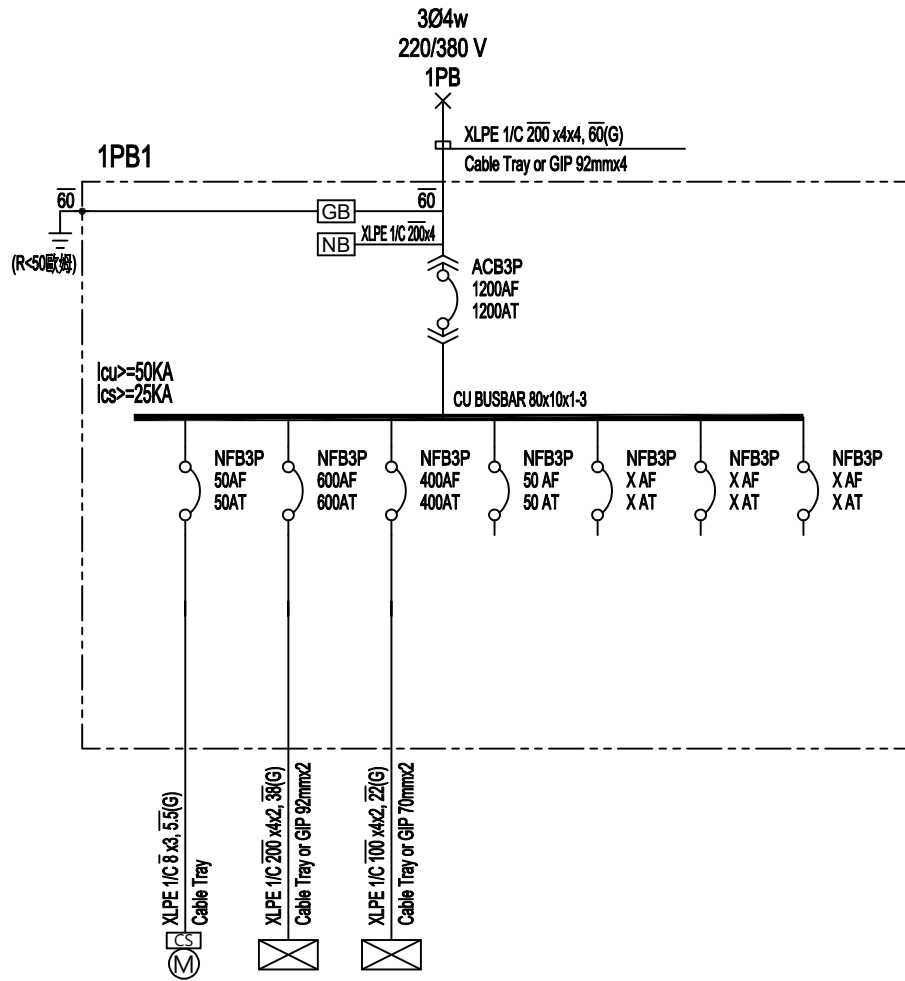 3Ø4w
220/380 V
1PB
XLPE 1/C 200 x4x4, 60(G)
Cable Tray or GIP 92mmx4
1PB1
60
GB
60
NB
XLPE 1/C 200x4
(R<50歐姆)
ACB3P
1200AF
1200AT
Icu>=50KA
Ics>=25KA
CU BUSBAR 80x10x1-3
NFB3P
50AF
50AT
NFB3P
600AF
600AT
NFB3P
400AF
400AT
NFB3P
50 AF
50 AT
NFB3P
X AF
X AT
NFB3P
X AF
X AT
NFB3P
X AF
X AT
XLPE 1/C 8 x3, 5.5(G)
Cable Tray
XLPE 1/C 200 x4x2, 38(G)
Cable Tray or GIP 92mmx2
XLPE 1/C 100 x4x2, 22(G)
Cable Tray or GIP 70mmx2
CS
M